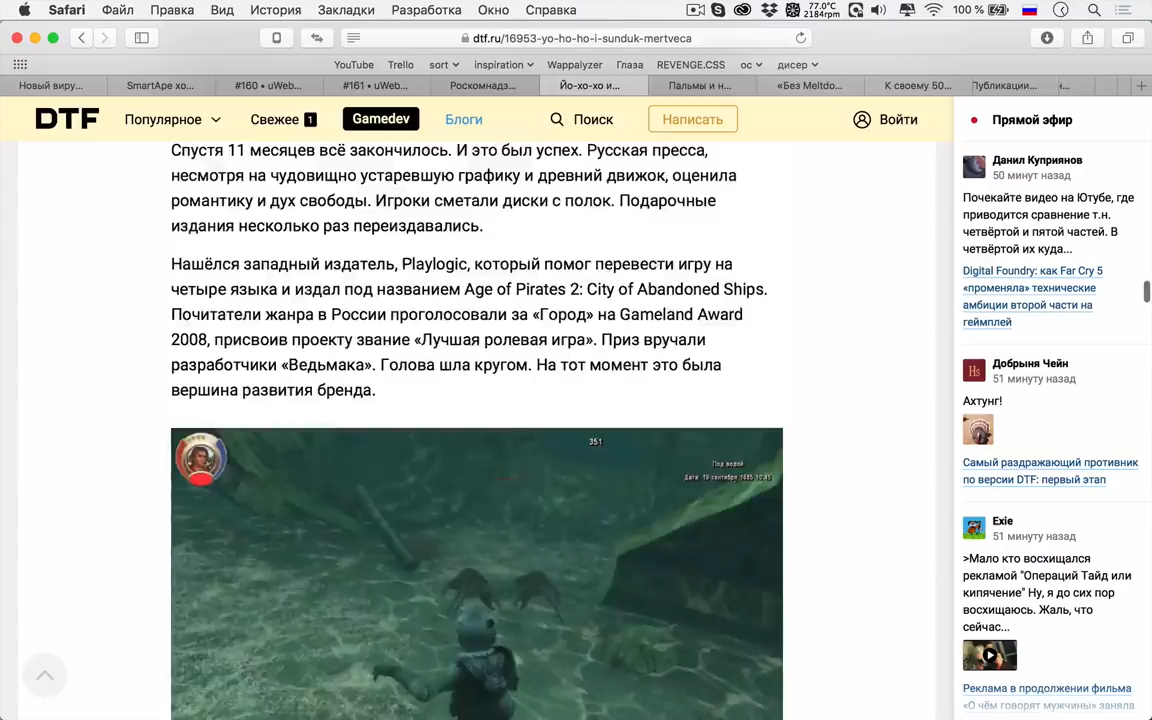 Safari Файл Правка Вид История Закладки Разработка Окно Справка
77.0°C
2184rpm
100 %
dtf.ru/16953-yo-ho-ho-i-sunduk-mertveca
YouTube Trello sort inspiration Wappalyzer Глаза REVENGE.CSS ос дисер
Новый виру... SmartApe хо... #160 • uWeb... #161 • uWeb... Роскомнадз... Йо-хо-хо и... Пальмы и н... «Без Meltdo... К своему 50... Публикации...
DTF Популярное Свежее 1 Gamedev Блоги Поиск Написать Войти
Спустя 11 месяцев всё закончилось. И это был успех. Русская пресса,
несмотря на чудовищно устаревшую графику и древний движок, оценила
романтику и дух свободы. Игроки сметали диски с полок. Подарочные
издания несколько раз переиздавались.
Нашёлся западный издатель, Playlogic, который помог перевести игру на
четыре языка и издал под названием Age of Pirates 2: City of Abandoned Ships.
Почитатели жанра в России проголосовали за «Город» на Gameland Award
2008, присвоив проекту звание «Лучшая ролевая игра». Приз вручали
разработчики «Ведьмака». Голова шла кругом. На тот момент это была
вершина развития бренда.
351
Под водой
Прямой эфир
Данил Куприянов
50 минут назад
Почекайте видео на Ютубе, где
приводится сравнение т.н.
четвёртой и пятой частей. В
четвёртой их куда...
Digital Foundry: как Far Cry 5
«променяла» технические
амбиции второй части на
геймплей
Добрыня Чейн
51 минуту назад
Ахтунг!
Самый раздражающий противник
по версии DTF: первый этап
Exie
51 минуту назад
>Мало кто восхищался
рекламой "Операций Тайд или
кипячение" Ну, я до сих пор
восхищаюсь. Жаль, что
сейчас...
Реклама в продолжении фильма
«О чём говорят мужчины» заняла